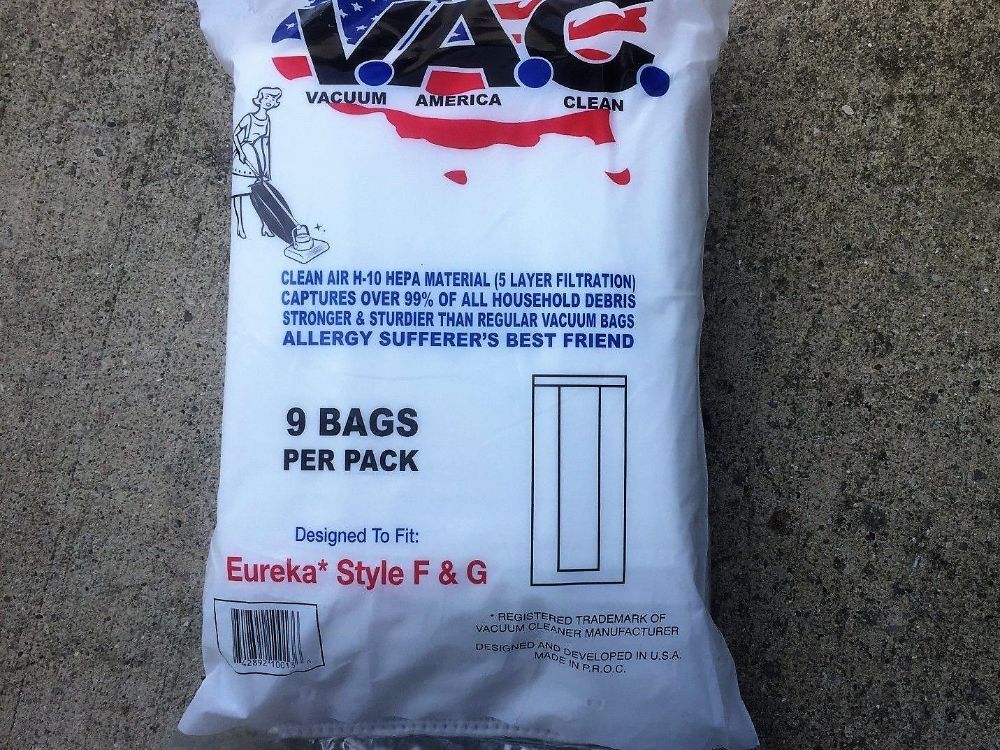 V.A.C.
VACUUM AMERICA CLEAN
CLEAN AIR H-10 HEPA MATERIAL (5 LAYER FILTRATION)
CAPTURES OVER 99% OF ALL HOUSEHOLD DEBRIS
STRONGER & STURDIER THAN REGULAR VACUUM BAGS
ALLERGY SUFFERER'S BEST FRIEND
9 BAGS
PER PACK
Designed To Fit:
Eureka* Style F & G
* REGISTERED TRADEMARK OF
VACUUM CLEANER MANUFACTURER
DESIGNED AND DEVELOPED IN U.S.A.
MADE IN P.R.O.C.